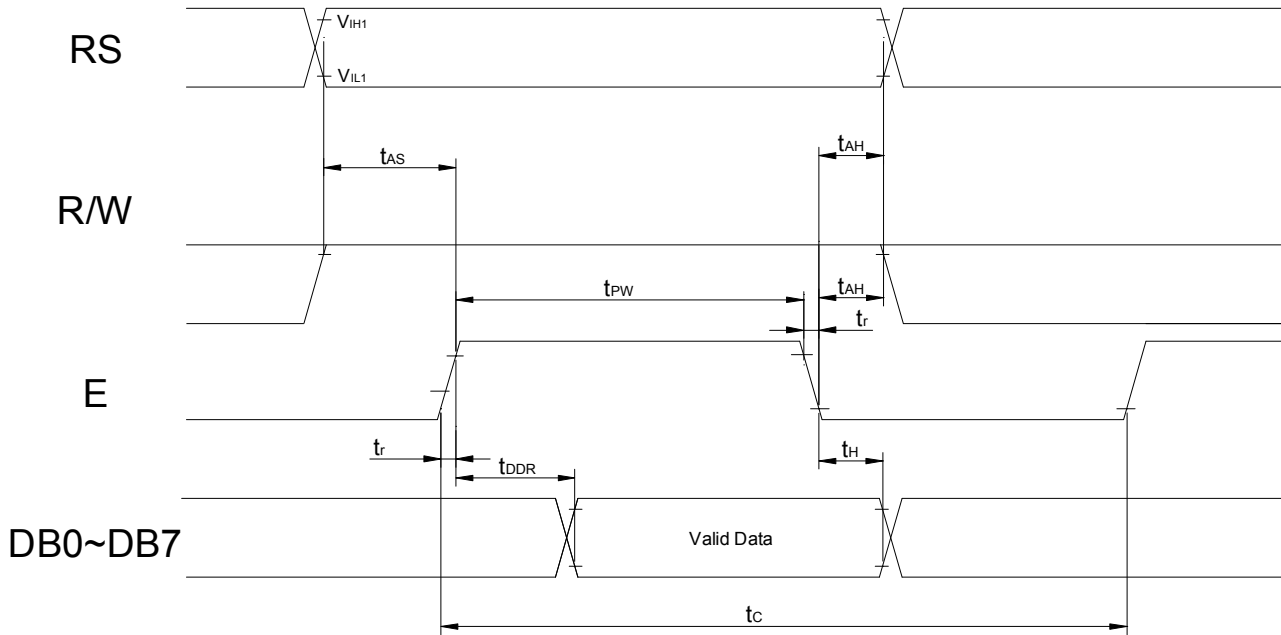 RS
VIH1
VIL1
tAS
tAH
R/W
tPW
tAH
tr
E
tr
tDDR
tH
DB0~DB7
Valid Data
tC